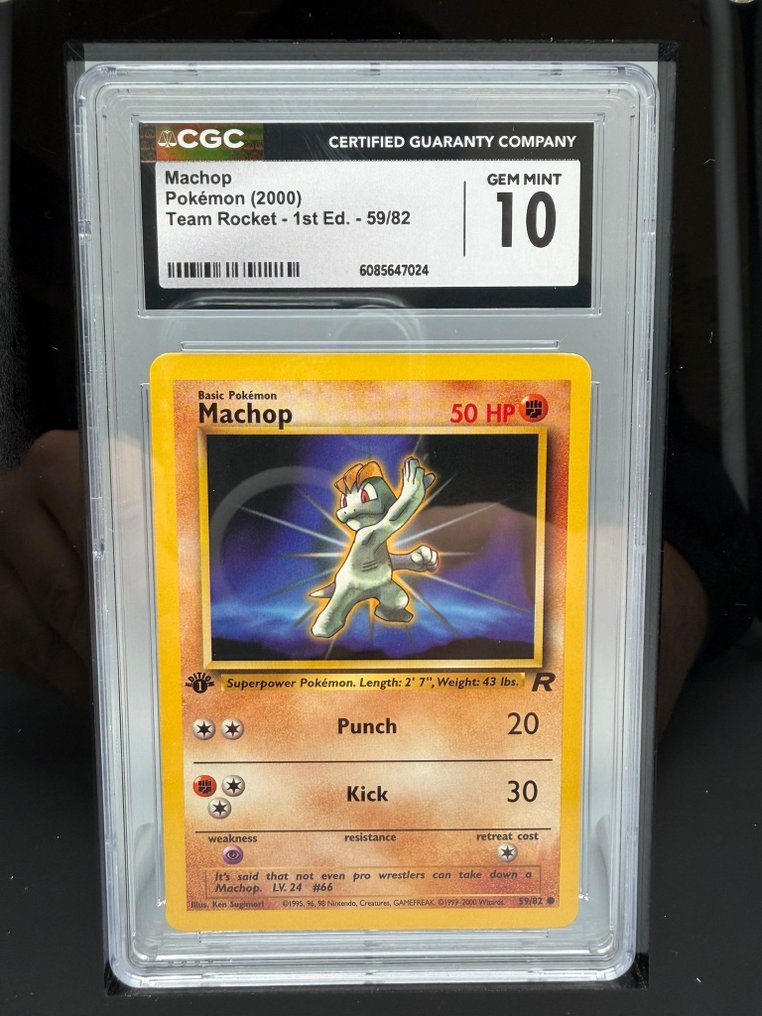 CGC CERTIFIED GUARANTY COMPANY
Machop
Pokémon (2000)
Team Rocket - 1st Ed. - 59/82
GEM MINT
10
6085647024
Basic Pokémon
Machop 50 HP
EDITION 1
Superpower Pokémon. Length: 2' 7", Weight: 43 lbs. R
Punch 20
Kick 30
weakness resistance retreat cost
It's said that not even pro wrestlers can take down a
Machop. LV. 24 #66
Illus. Ken Sugimori ©1995, 96, 98 Nintendo, Creatures, GAMEFREAK. ©1999-2000 Wizards. 59/82